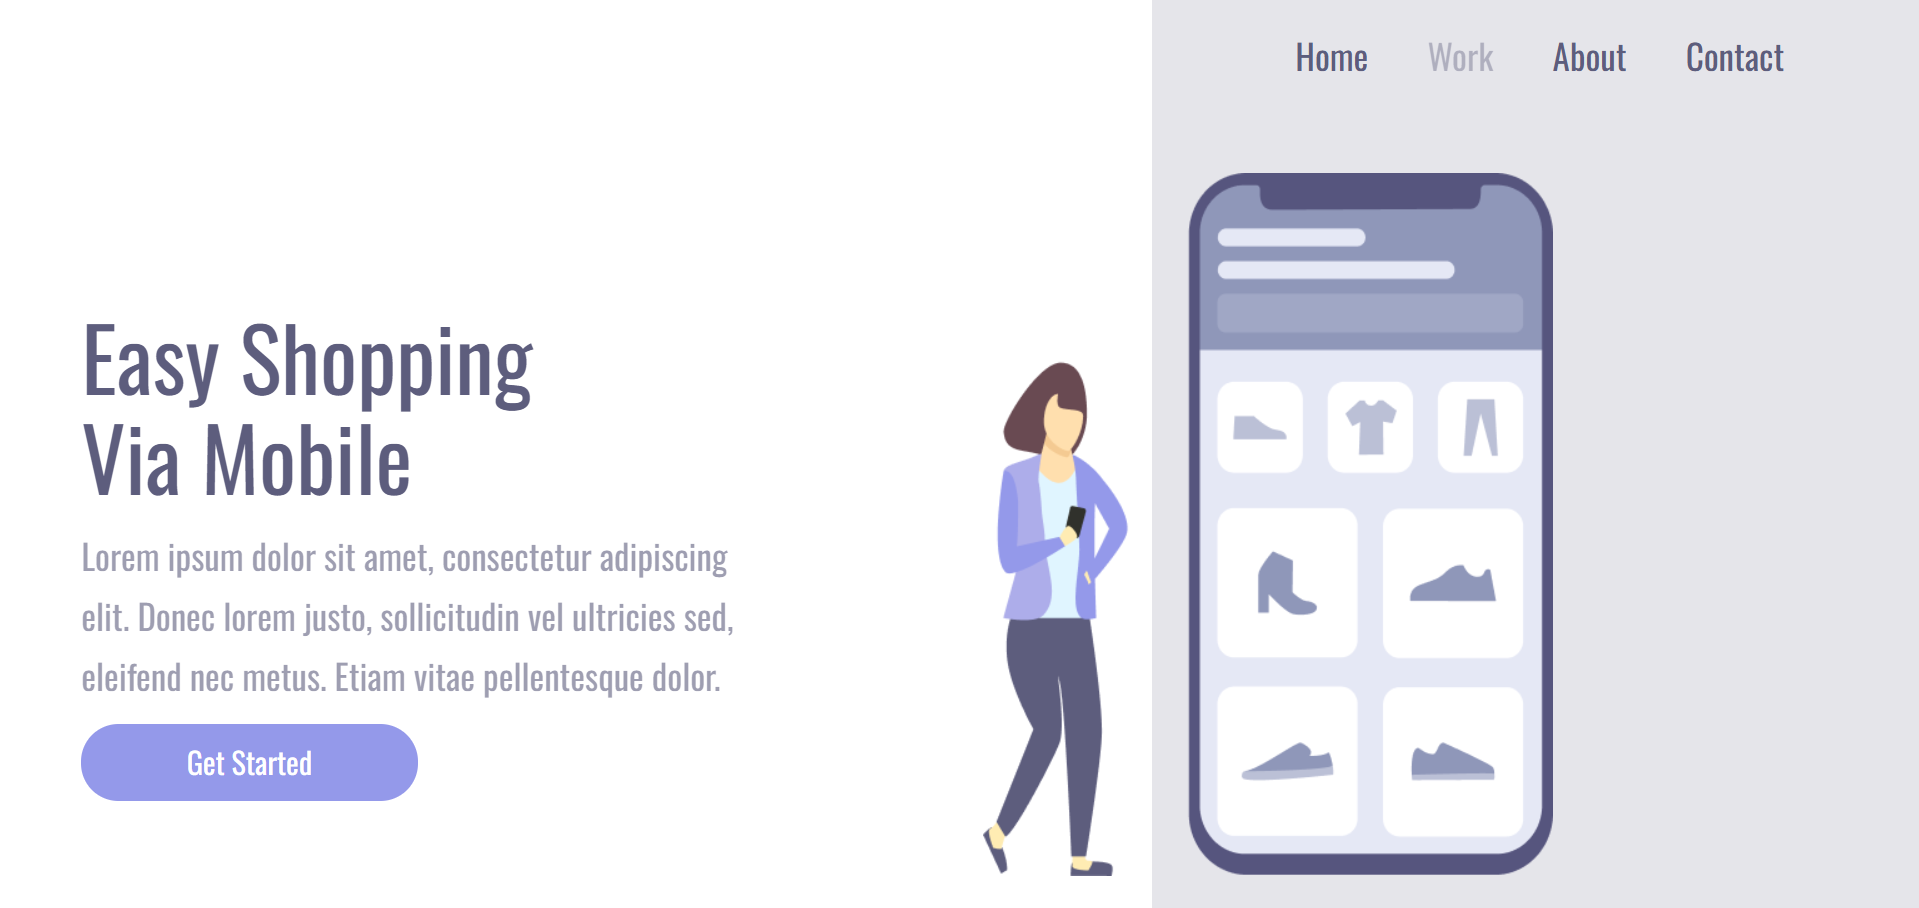 Home Work About Contact
Easy Shopping
Via Mobile
Lorem ipsum dolor sit amet, consectetur adipiscing
elit. Donec lorem justo, sollicitudin vel ultricies sed,
eleifend nec metus. Etiam vitae pellentesque dolor.
Get Started